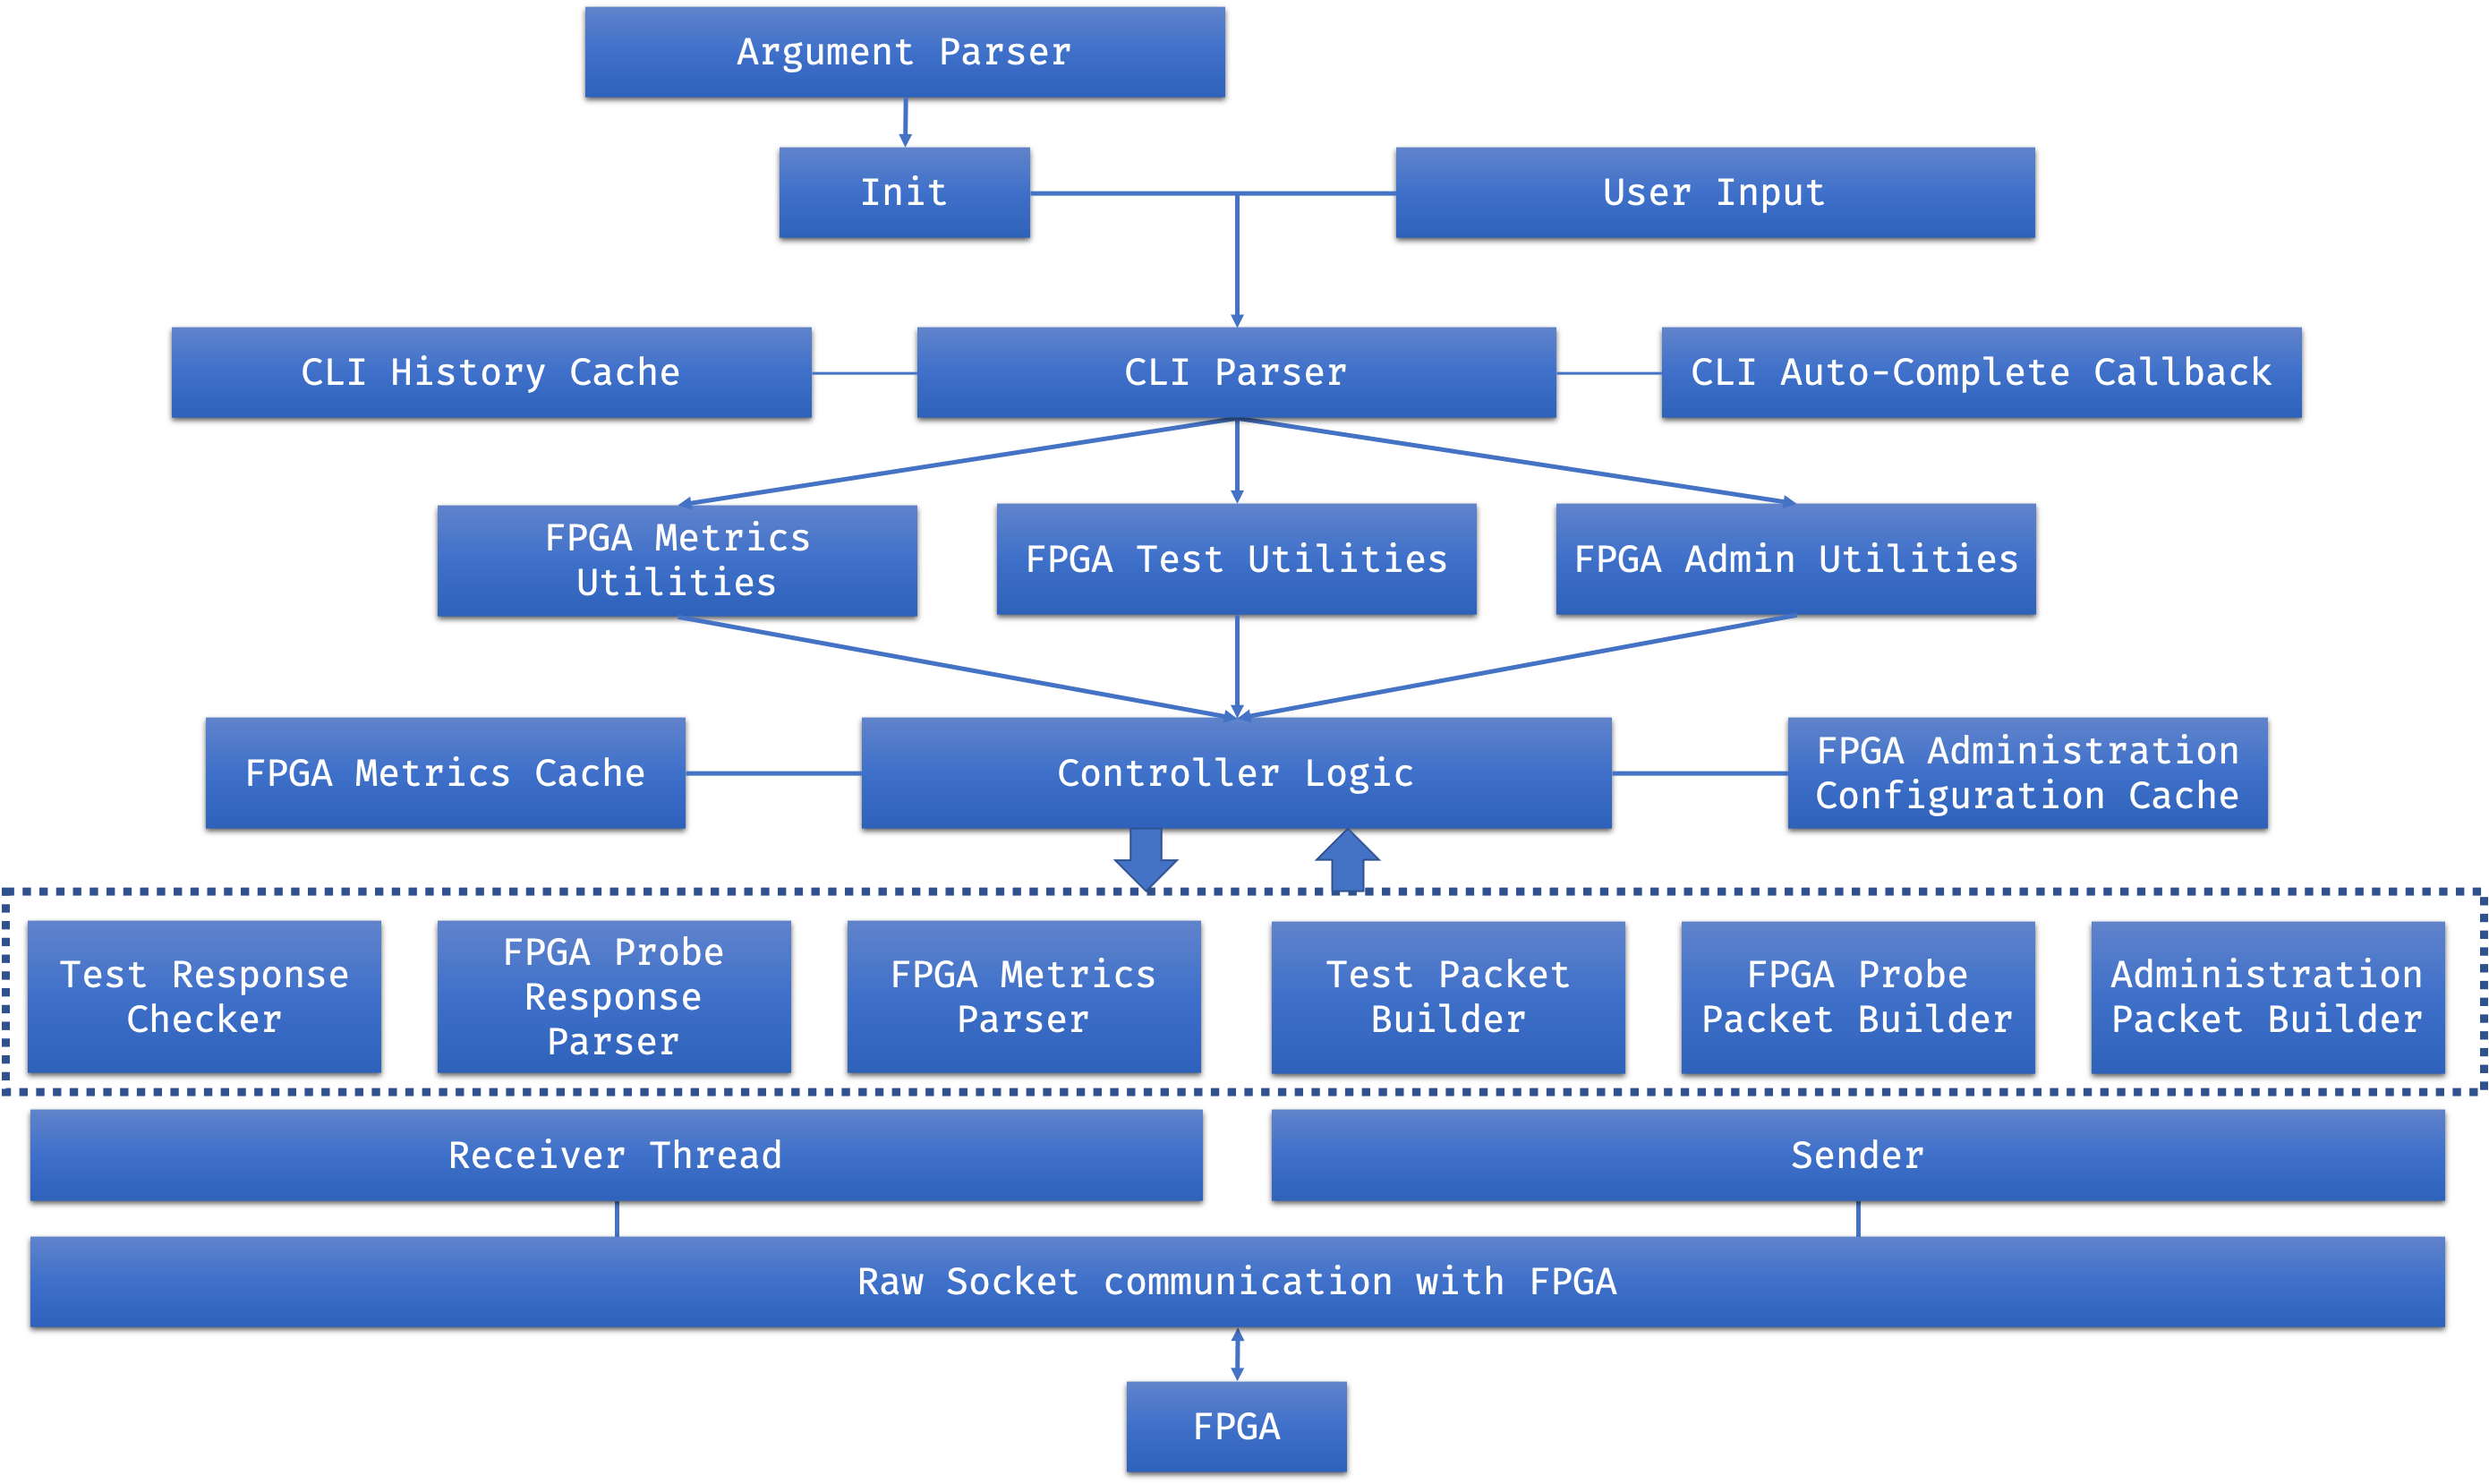 Argument Parser
Init
User Input
CLI History Cache
CLI Parser
CLI Auto-Complete Callback
FPGA Metrics
Utilities
FPGA Test Utilities
FPGA Admin Utilities
FPGA Metrics Cache
Controller Logic
FPGA Administration
Configuration Cache
Test Response
Checker
FPGA Probe
Response
Parser
FPGA Metrics
Parser
Test Packet
Builder
FPGA Probe
Packet Builder
Administration
Packet Builder
Receiver Thread
Sender
Raw Socket communication with FPGA
FPGA